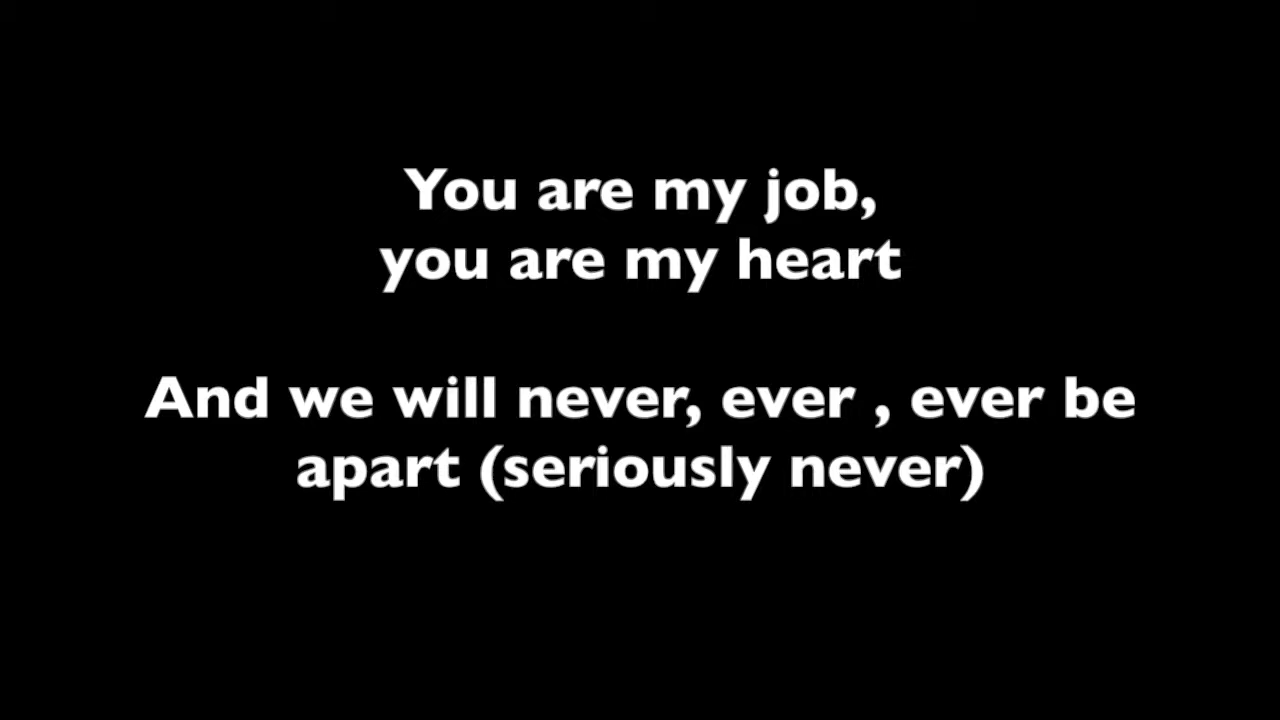 You are my job,
you are my heart
And we will never, ever , ever be
apart (seriously never)